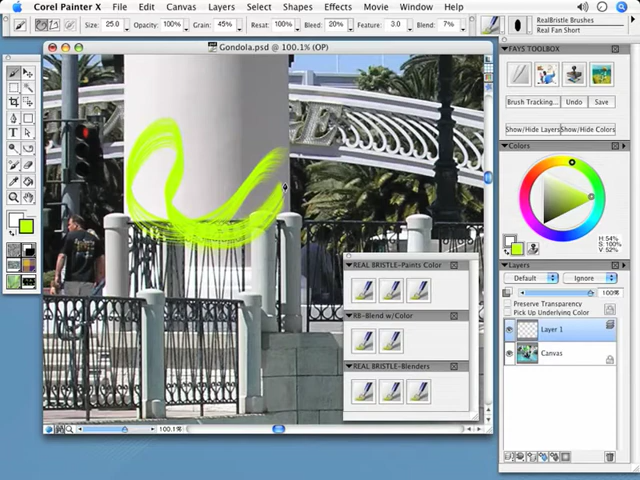 Corel Painter X File Edit Canvas Layers Select Shapes Effects Movie Window Help
Size: 25.0 Opacity: 100% Grain: 45% Resat: 100% Bleed: 20% Feature: 3.0 Blend: 7%
RealBristle Brushes
Real Fan Short
Gondola.psd @ 100.1% (OP)
FAYS TOOLBOX
Brush Tracking... Undo Save
Show/Hide Layers Show/Hide Colors
Colors
H: 54%
S: 100%
V: 52%
REAL BRISTLE-Paints Color
RB-Blend w/Color
REAL BRISTLE-Blenders
Layers
Default Ignore
100%
Preserve Transparency
Pick Up Underlying Color
Layer 1
Canvas
100.1%